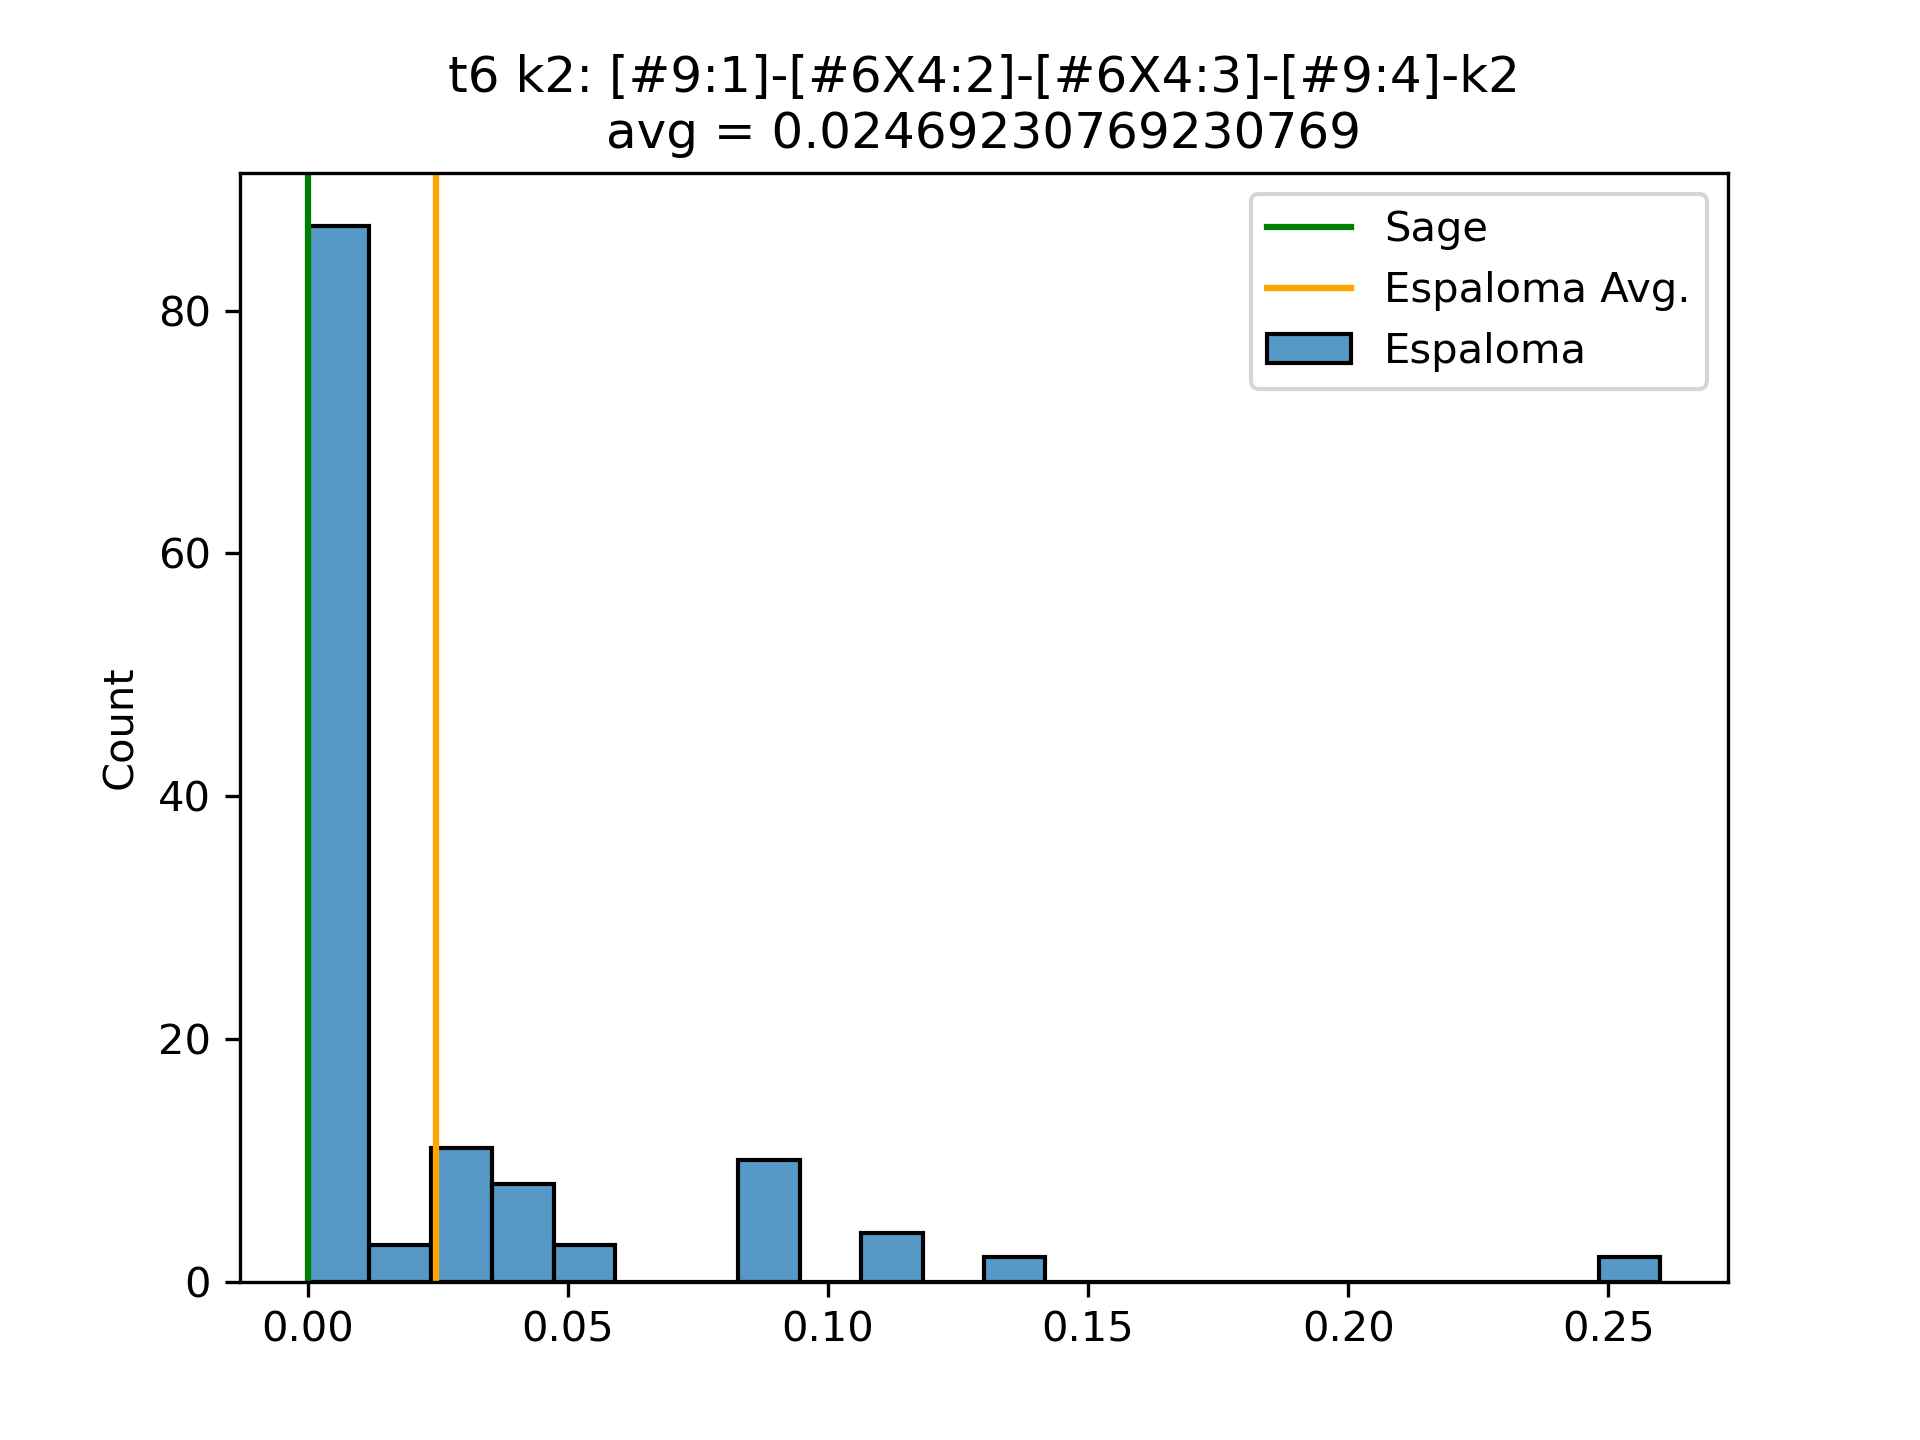 t6 k2: [#9:1]-[#6X4:2]-[#6X4:3]-[#9:4]-k2
avg = 0.02469230769230769
Sage
Espaloma Avg.
Espaloma
Count
80
60
40
20
0
0.00 0.05 0.10 0.15 0.20 0.25